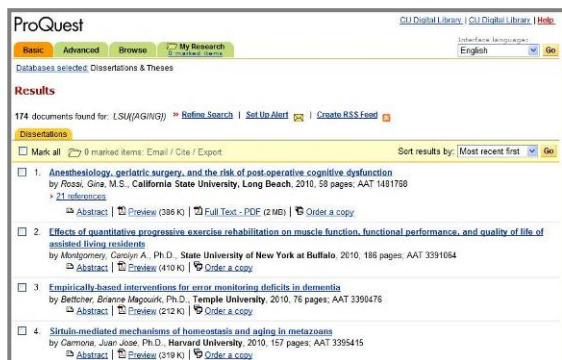 ProQuest
CU Digital Library | CU Digital Library | Help
Interface language:
English Go
Basic Advanced Browse My Research
0 marked items
Databases selected: Dissertations & Theses
Results
174 documents found for: LSU({AGING}) » Refine Search | Set Up Alert | Create RSS Feed
Dissertations
Mark all 0 marked items: Email / Cite / Export Sort results by: Most recent first Go
1. Anesthesiology, geriatric surgery, and the risk of post-operative cognitive dysfunction
by Rossi, Gina, M.S., California State University, Long Beach, 2010, 58 pages; AAT 1481768
21 references
Abstract | Preview (386 K) | Full Text - PDF (2 MB) | Order a copy
2. Effects of quantitative progressive exercise rehabilitation on muscle function, functional performance, and quality of life of
assisted living residents
by Montgomery, Carolyn A., Ph.D., State University of New York at Buffalo, 2010, 186 pages; AAT 3391064
Abstract | Preview (410 K) | Order a copy
3. Empirically-based interventions for error monitoring deficits in dementia
by Bettcher, Brianne Magouirk, Ph.D., Temple University, 2010, 76 pages; AAT 3390476
Abstract | Preview (212 K) | Order a copy
4. Sirtuin-mediated mechanisms of homeostasis and aging in metazoans
by Carmona, Juan Jose, Ph.D., Harvard University, 2010, 157 pages; AAT 3395415
Abstract | Preview (319 K) | Order a copy